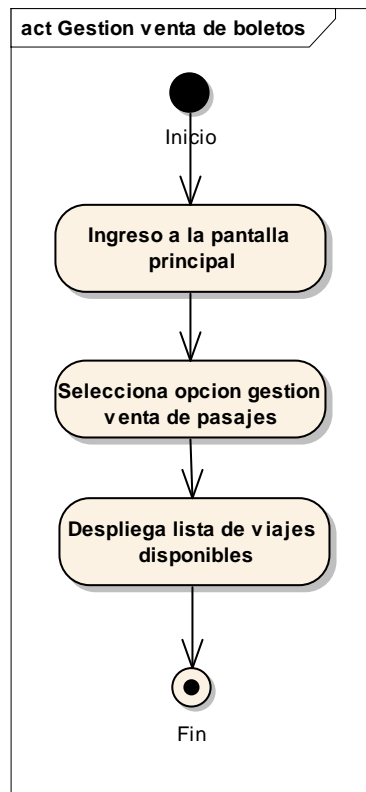 act Gestion venta de boletos
Inicio
Ingreso a la pantalla
principal
Selecciona opcion gestion
venta de pasajes
Despliega lista de viajes
disponibles
Fin